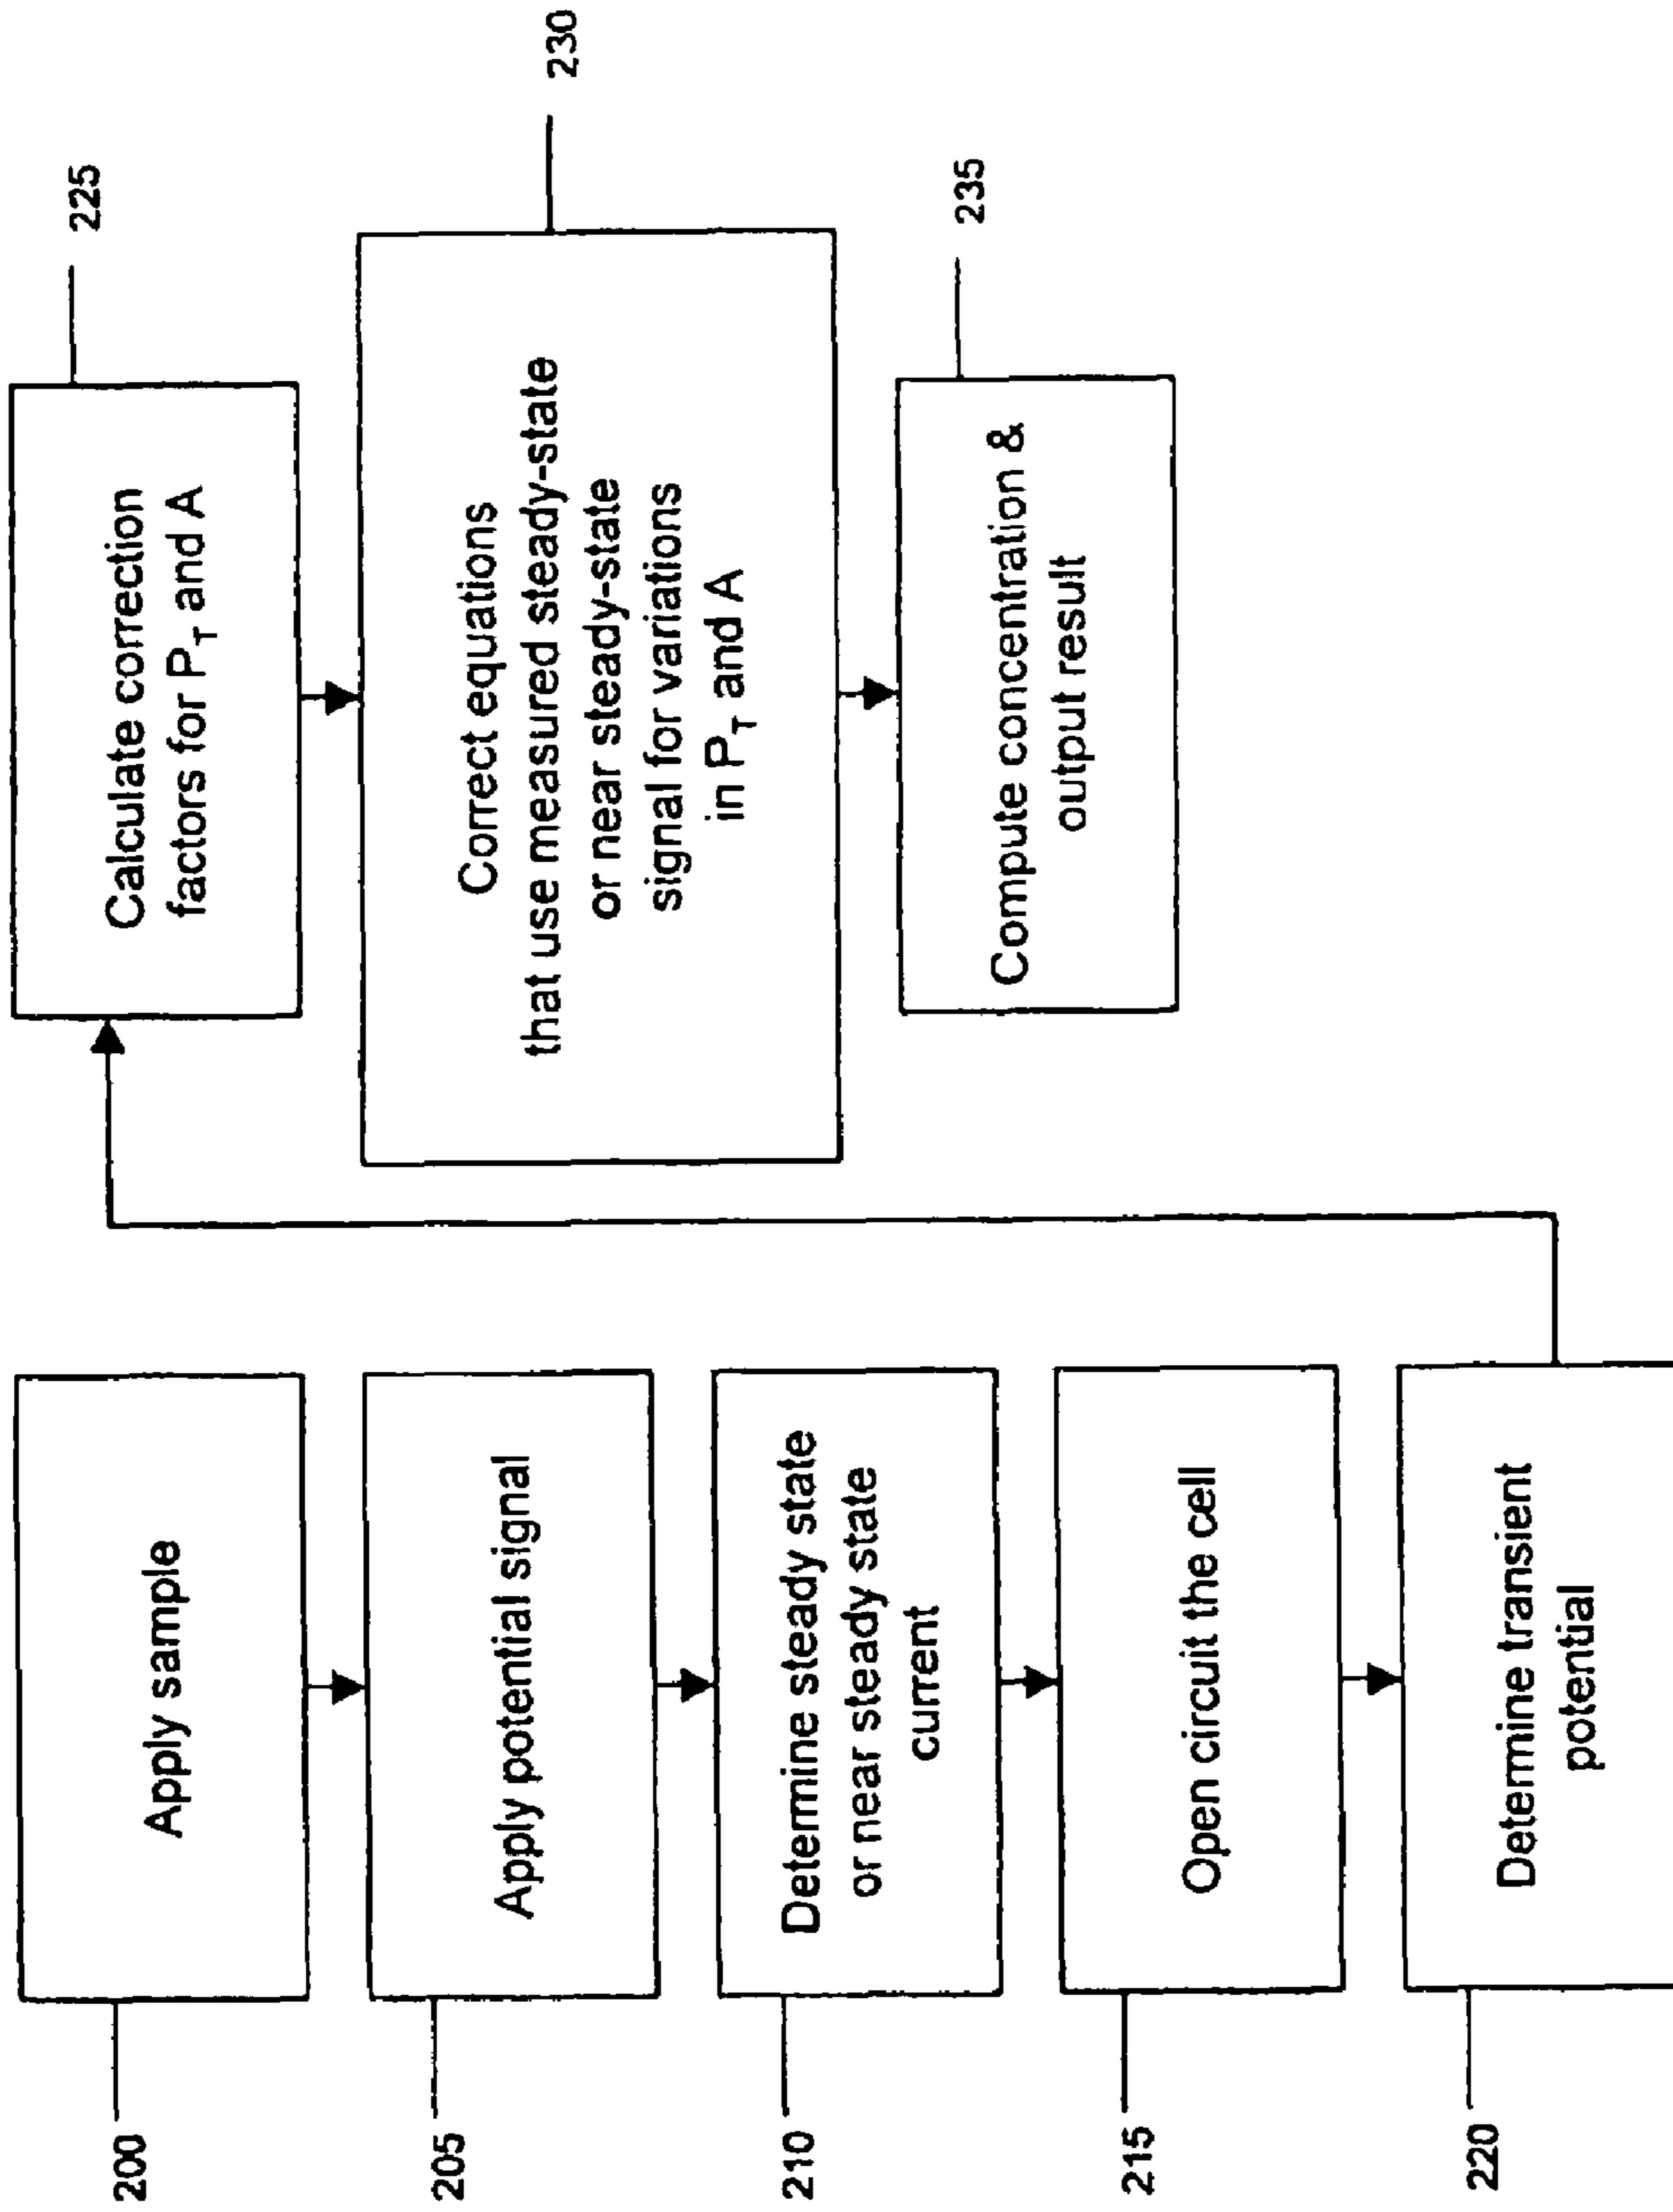 200
Apply sample
205
Apply potential signal
210
Determine steady state
or near steady state
current
215
Open circuit the cell
220
Determine transient
potential
225
Calculate correction
factors for P_T and A
230
Correct equations
that use measured steady-state
or near steady-state
signal for variations
in P_T and A
235
Compute concentration &
output result